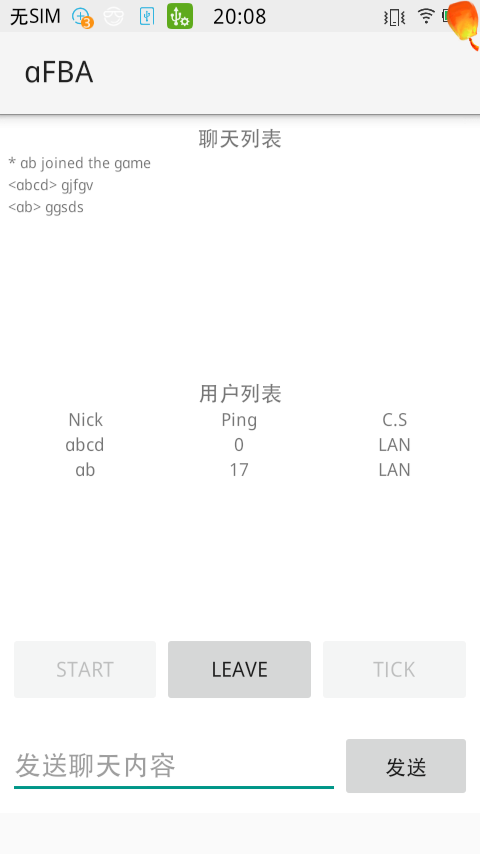 无SIM 3 20:08
aFBA
聊天列表
* ab joined the game
<abcd> gjfgv
<ab> ggsds
用户列表
Nick Ping C.S
abcd 0 LAN
ab 17 LAN
START LEAVE TICK
发送聊天内容 发送